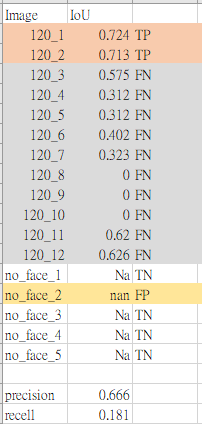 Image IoU
120_1 0.724 TP
120_2 0.713 TP
120_3 0.575 FN
120_4 0.312 FN
120_5 0.312 FN
120_6 0.402 FN
120_7 0.323 FN
120_8 0 FN
120_9 0 FN
120_10 0 FN
120_11 0.62 FN
120_12 0.626 FN
no_face_1 Na TN
no_face_2 nan FP
no_face_3 Na TN
no_face_4 Na TN
no_face_5 Na TN
precision 0.666
recell 0.181